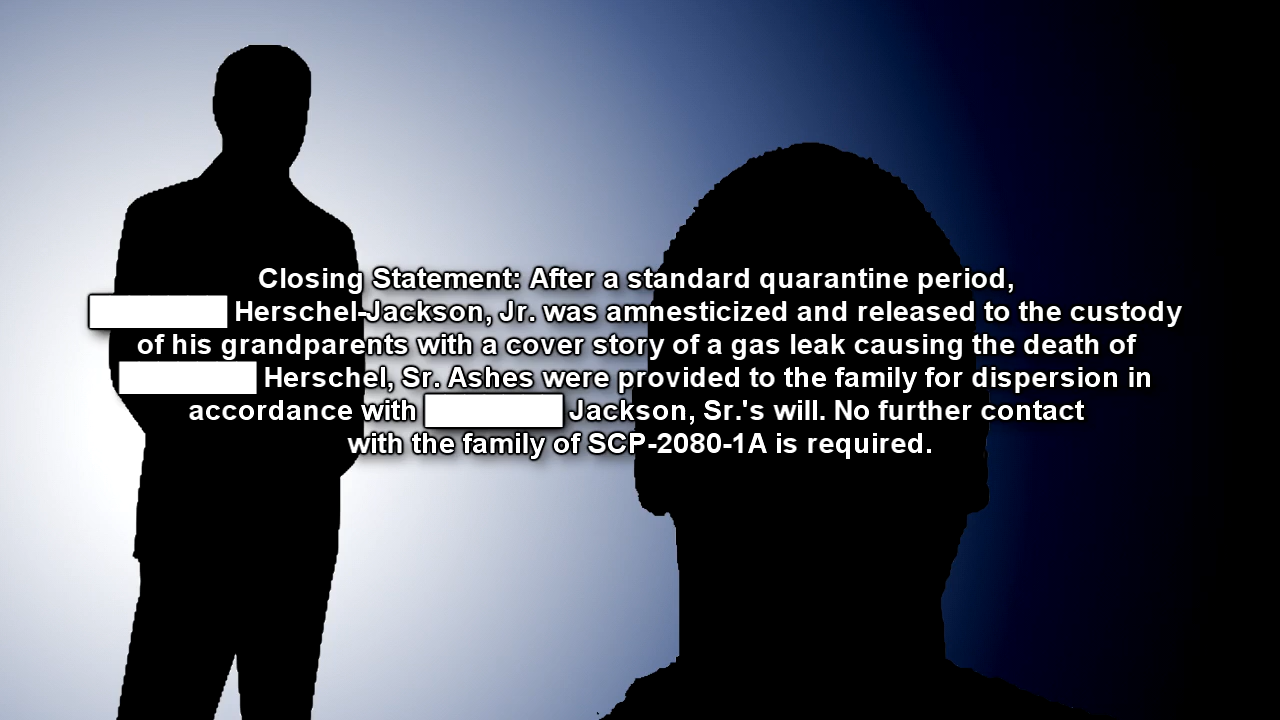 Closing Statement: After a standard quarantine period,
Herschel-Jackson, Jr. was amnesticized and released to the custody
of his grandparents with a cover story of a gas leak causing the death of
Herschel, Sr. Ashes were provided to the family for dispersion in
accordance with Jackson, Sr.'s will. No further contact
with the family of SCP-2080-1A is required.